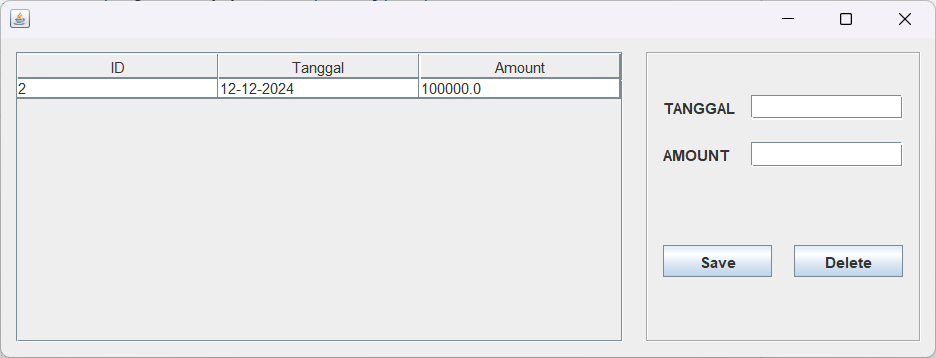 ID Tanggal Amount
2 12-12-2024 100000.0
TANGGAL
AMOUNT
Save Delete